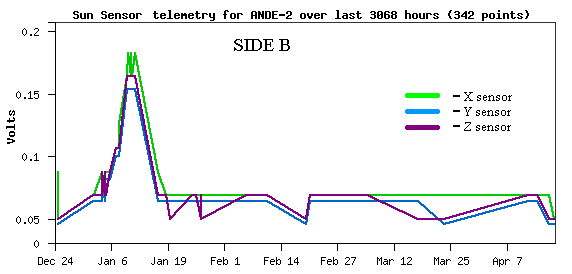 Sun Sensor telemetry for ANDE-2 over last 3068 hours (342 points)
SIDE B
0.2
0.15
0.1
0.05
0
Volts
- X sensor
- Y sensor
- Z sensor
Dec 24 Jan 6 Jan 19 Feb 1 Feb 14 Feb 27 Mar 12 Mar 25 Apr 7